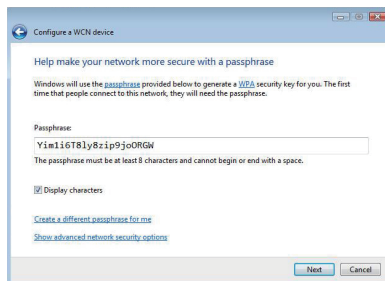 Configure a WCN device
Help make your network more secure with a passphrase
Windows will use the passphrase provided below to generate a WPA security key for you. The first
time that people connect to this network, they will need the passphrase.
Passphrase:
Yim1i6T8ly8zip9joORGW
The passphrase must be at least 8 characters and cannot begin or end with a space.
Display characters
Create a different passphrase for me
Show advanced network security options
Next
Cancel